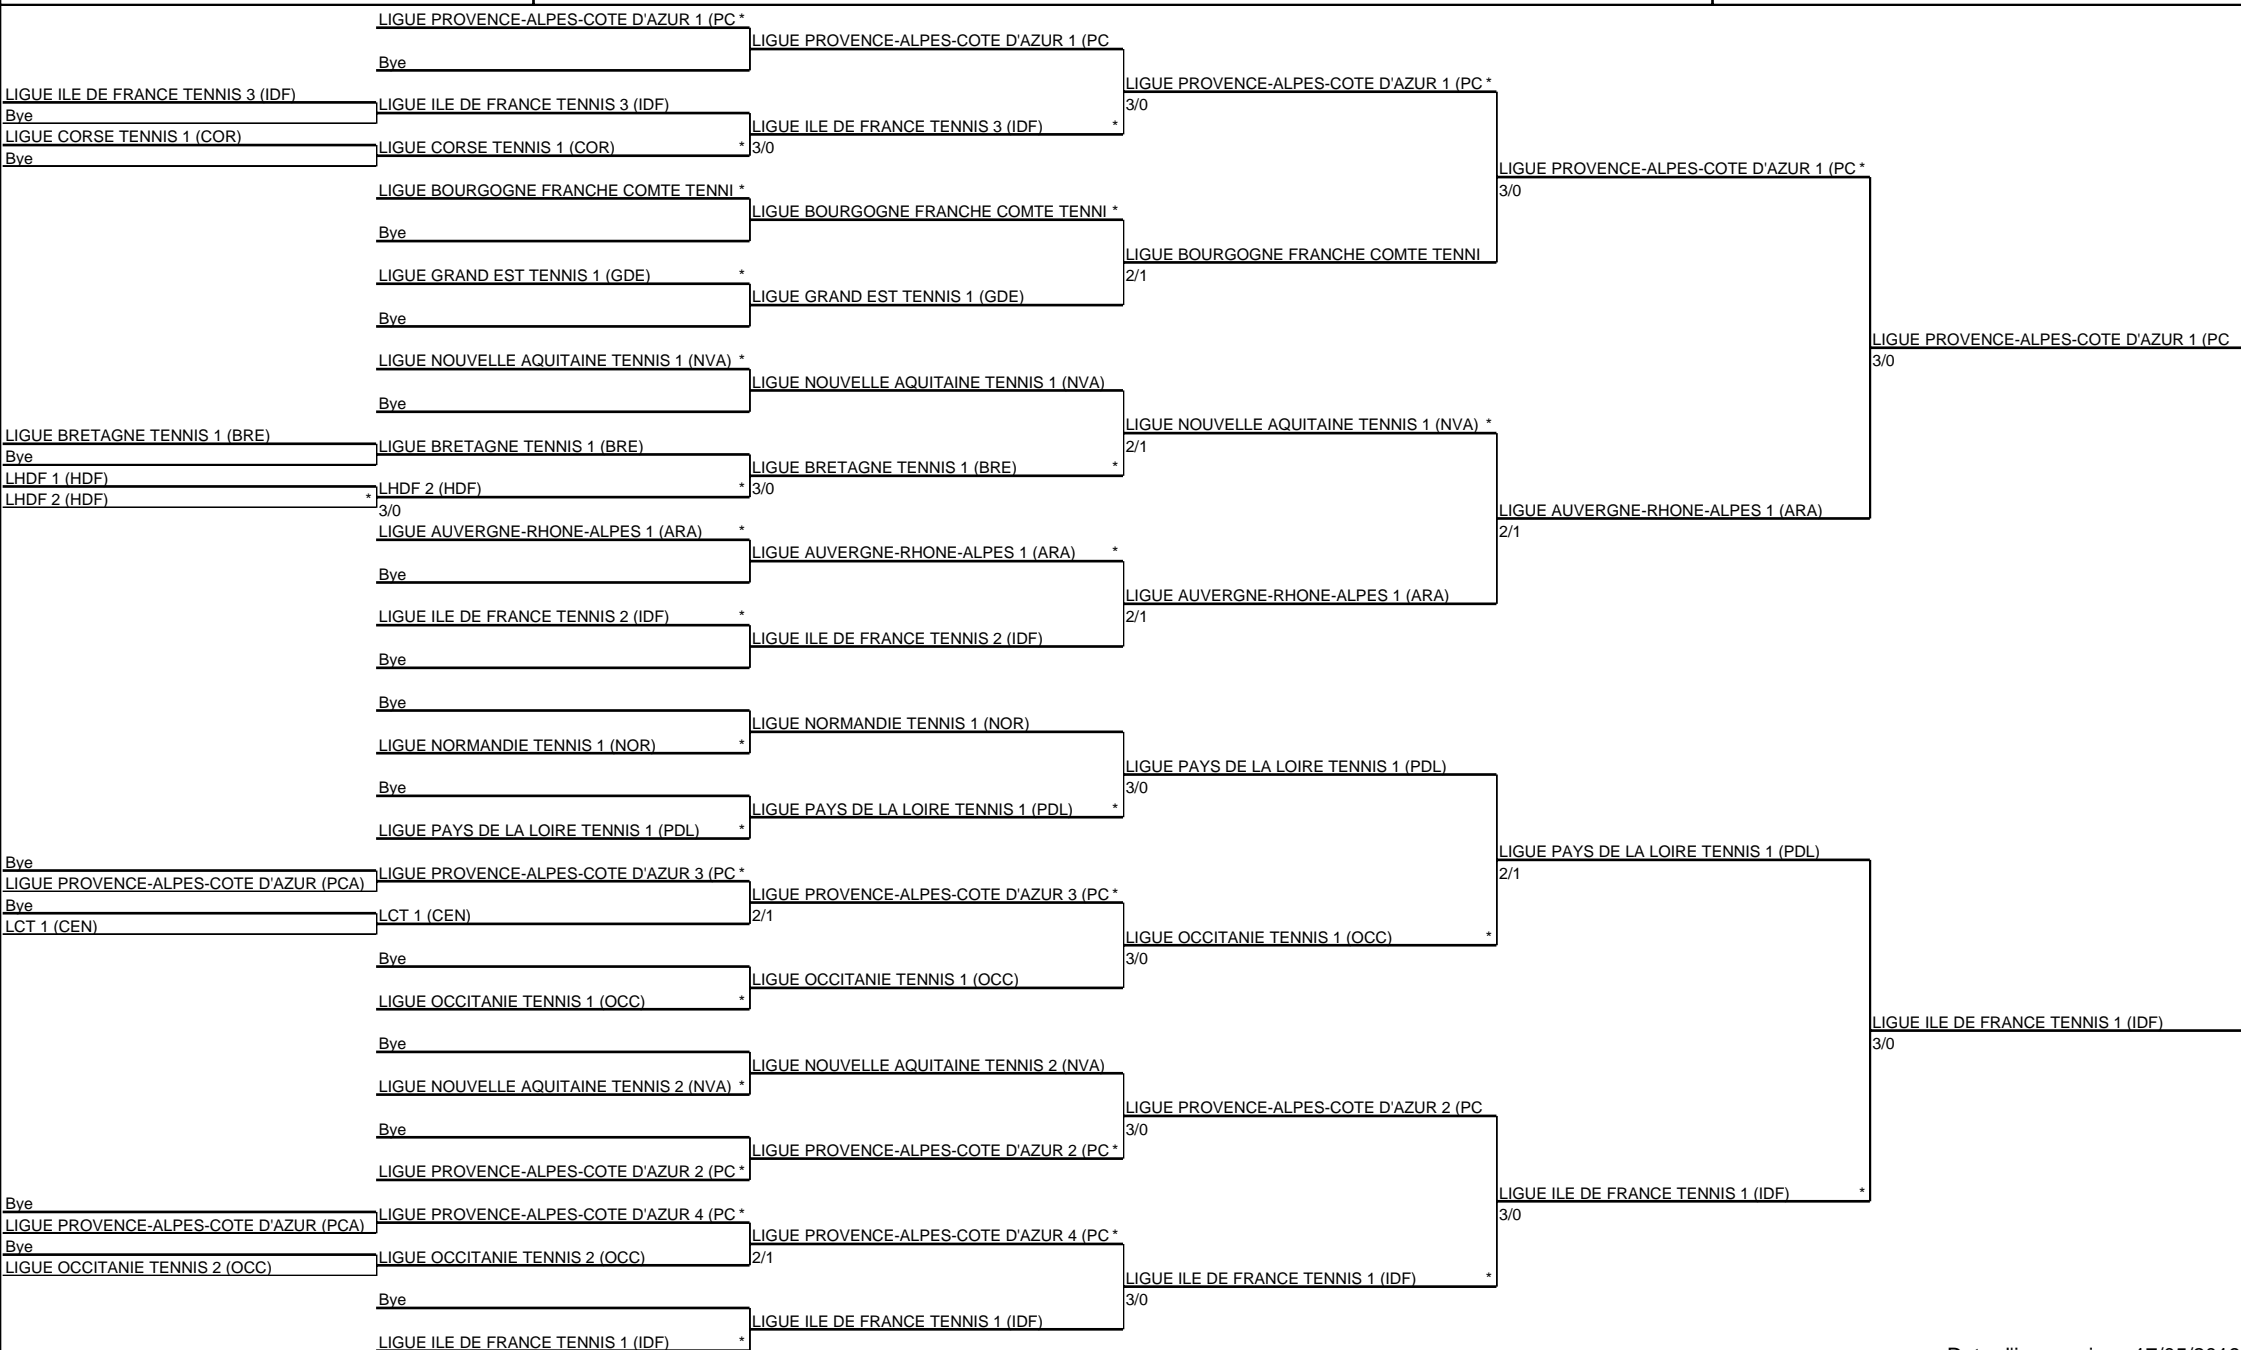 LIGUE PROVENCE-ALPES-COTE D'AZUR 1 (PC *
LIGUE PROVENCE-ALPES-COTE D'AZUR 1 (PC
Bye
LIGUE PROVENCE-ALPES-COTE D'AZUR 1 (PC *
LIGUE ILE DE FRANCE TENNIS 3 (IDF)
LIGUE ILE DE FRANCE TENNIS 3 (IDF)
3/0
Bye
LIGUE ILE DE FRANCE TENNIS 3 (IDF) *
LIGUE CORSE TENNIS 1 (COR)
LIGUE CORSE TENNIS 1 (COR) *
3/0
Bye
LIGUE PROVENCE-ALPES-COTE D'AZUR 1 (PC *
LIGUE BOURGOGNE FRANCHE COMTE TENNI *
3/0
LIGUE BOURGOGNE FRANCHE COMTE TENNI *
Bye
LIGUE BOURGOGNE FRANCHE COMTE TENNI
LIGUE GRAND EST TENNIS 1 (GDE) *
2/1
LIGUE GRAND EST TENNIS 1 (GDE)
Bye
LIGUE PROVENCE-ALPES-COTE D'AZUR 1 (PC
LIGUE NOUVELLE AQUITAINE TENNIS 1 (NVA) *
3/0
LIGUE NOUVELLE AQUITAINE TENNIS 1 (NVA)
Bye
LIGUE NOUVELLE AQUITAINE TENNIS 1 (NVA) *
LIGUE BRETAGNE TENNIS 1 (BRE)
LIGUE BRETAGNE TENNIS 1 (BRE)
2/1
Bye
LIGUE BRETAGNE TENNIS 1 (BRE) *
LHDF 1 (HDF)
LHDF 2 (HDF) *
3/0
LHDF 2 (HDF) *
3/0
LIGUE AUVERGNE-RHONE-ALPES 1 (ARA)
LIGUE AUVERGNE-RHONE-ALPES 1 (ARA) *
2/1
LIGUE AUVERGNE-RHONE-ALPES 1 (ARA) *
Bye
LIGUE AUVERGNE-RHONE-ALPES 1 (ARA)
LIGUE ILE DE FRANCE TENNIS 2 (IDF) *
2/1
LIGUE ILE DE FRANCE TENNIS 2 (IDF)
Bye
Bye
LIGUE NORMANDIE TENNIS 1 (NOR)
LIGUE NORMANDIE TENNIS 1 (NOR) *
LIGUE PAYS DE LA LOIRE TENNIS 1 (PDL)
Bye
3/0
LIGUE PAYS DE LA LOIRE TENNIS 1 (PDL) *
LIGUE PAYS DE LA LOIRE TENNIS 1 (PDL) *
LIGUE PAYS DE LA LOIRE TENNIS 1 (PDL)
Bye
LIGUE PROVENCE-ALPES-COTE D'AZUR 3 (PC *
2/1
LIGUE PROVENCE-ALPES-COTE D'AZUR (PCA)
LIGUE PROVENCE-ALPES-COTE D'AZUR 3 (PC *
Bye
LCT 1 (CEN)
2/1
LCT 1 (CEN)
LIGUE OCCITANIE TENNIS 1 (OCC) *
Bye
3/0
LIGUE OCCITANIE TENNIS 1 (OCC)
LIGUE OCCITANIE TENNIS 1 (OCC) *
LIGUE ILE DE FRANCE TENNIS 1 (IDF)
Bye
3/0
LIGUE NOUVELLE AQUITAINE TENNIS 2 (NVA)
LIGUE NOUVELLE AQUITAINE TENNIS 2 (NVA) *
LIGUE PROVENCE-ALPES-COTE D'AZUR 2 (PC
Bye
3/0
LIGUE PROVENCE-ALPES-COTE D'AZUR 2 (PC *
LIGUE PROVENCE-ALPES-COTE D'AZUR 2 (PC *
LIGUE ILE DE FRANCE TENNIS 1 (IDF) *
Bye
LIGUE PROVENCE-ALPES-COTE D'AZUR 4 (PC *
3/0
LIGUE PROVENCE-ALPES-COTE D'AZUR (PCA)
LIGUE PROVENCE-ALPES-COTE D'AZUR 4 (PC *
Bye
LIGUE OCCITANIE TENNIS 2 (OCC)
2/1
LIGUE OCCITANIE TENNIS 2 (OCC)
LIGUE ILE DE FRANCE TENNIS 1 (IDF) *
Bye
3/0
LIGUE ILE DE FRANCE TENNIS 1 (IDF)
LIGUE ILE DE FRANCE TENNIS 1 (IDF) *